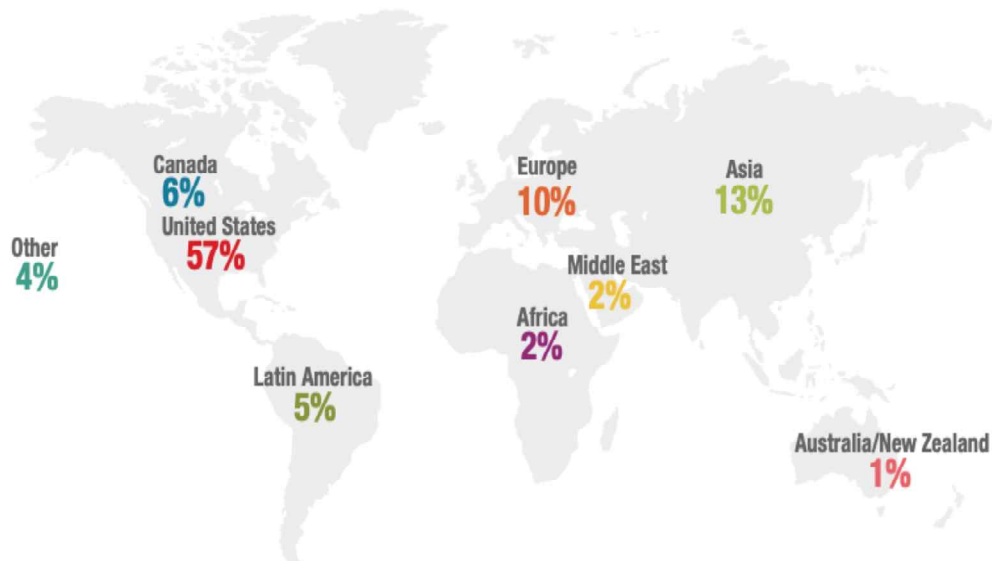 Canada
6%
United States
57%
Other
4%
Europe
10%
Asia
13%
Middle East
2%
Africa
2%
Latin America
5%
Australia/New Zealand
1%